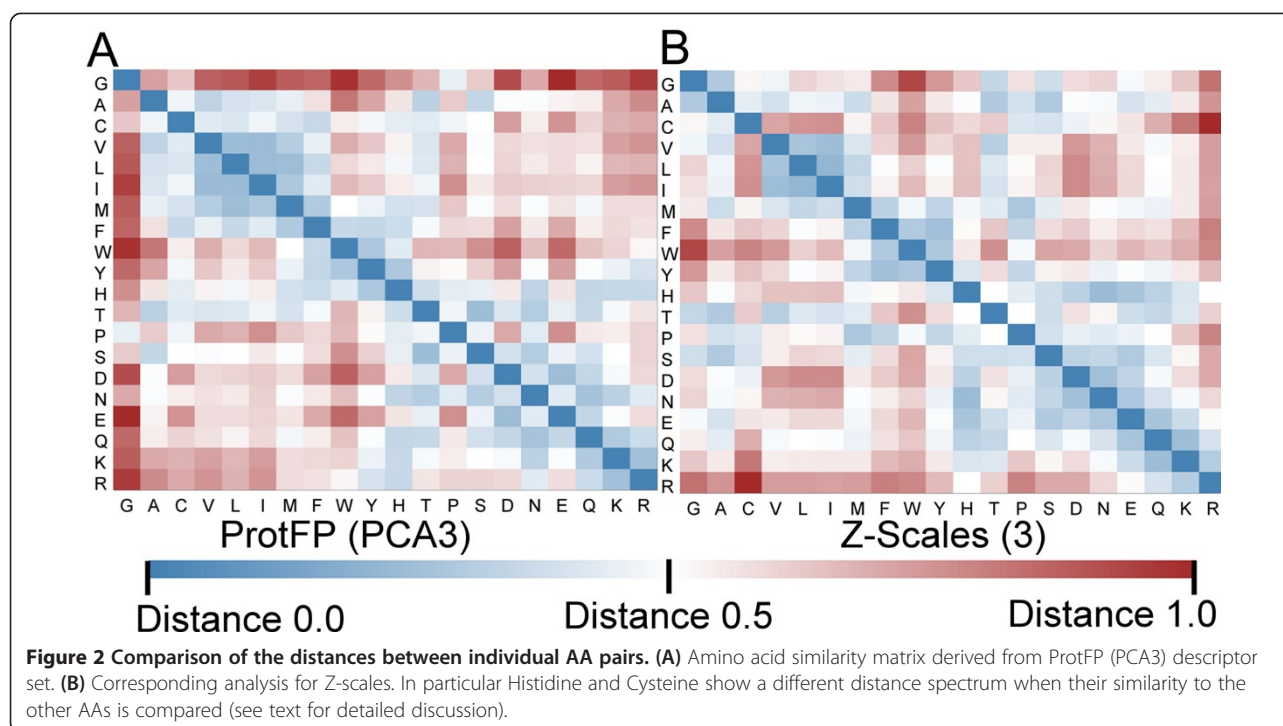 A
B
G
A
C
V
L
I
M
F
W
Y
H
T
P
S
D
N
E
Q
K
R
G
A
C
V
L
I
M
F
W
Y
H
T
P
S
D
N
E
Q
K
R
G A C V L I M F W Y H T P S D N E Q K R
G A C V L I M F W Y H T P S D N E Q K R
ProtFP (PCA3)
Z-Scales (3)
Distance 0.0
Distance 0.5
Distance 1.0
Figure 2 Comparison of the distances between individual AA pairs. (A) Amino acid similarity matrix derived from ProtFP (PCA3) descriptor
set. (B) Corresponding analysis for Z-scales. In particular Histidine and Cysteine show a different distance spectrum when their similarity to the
other AAs is compared (see text for detailed discussion).